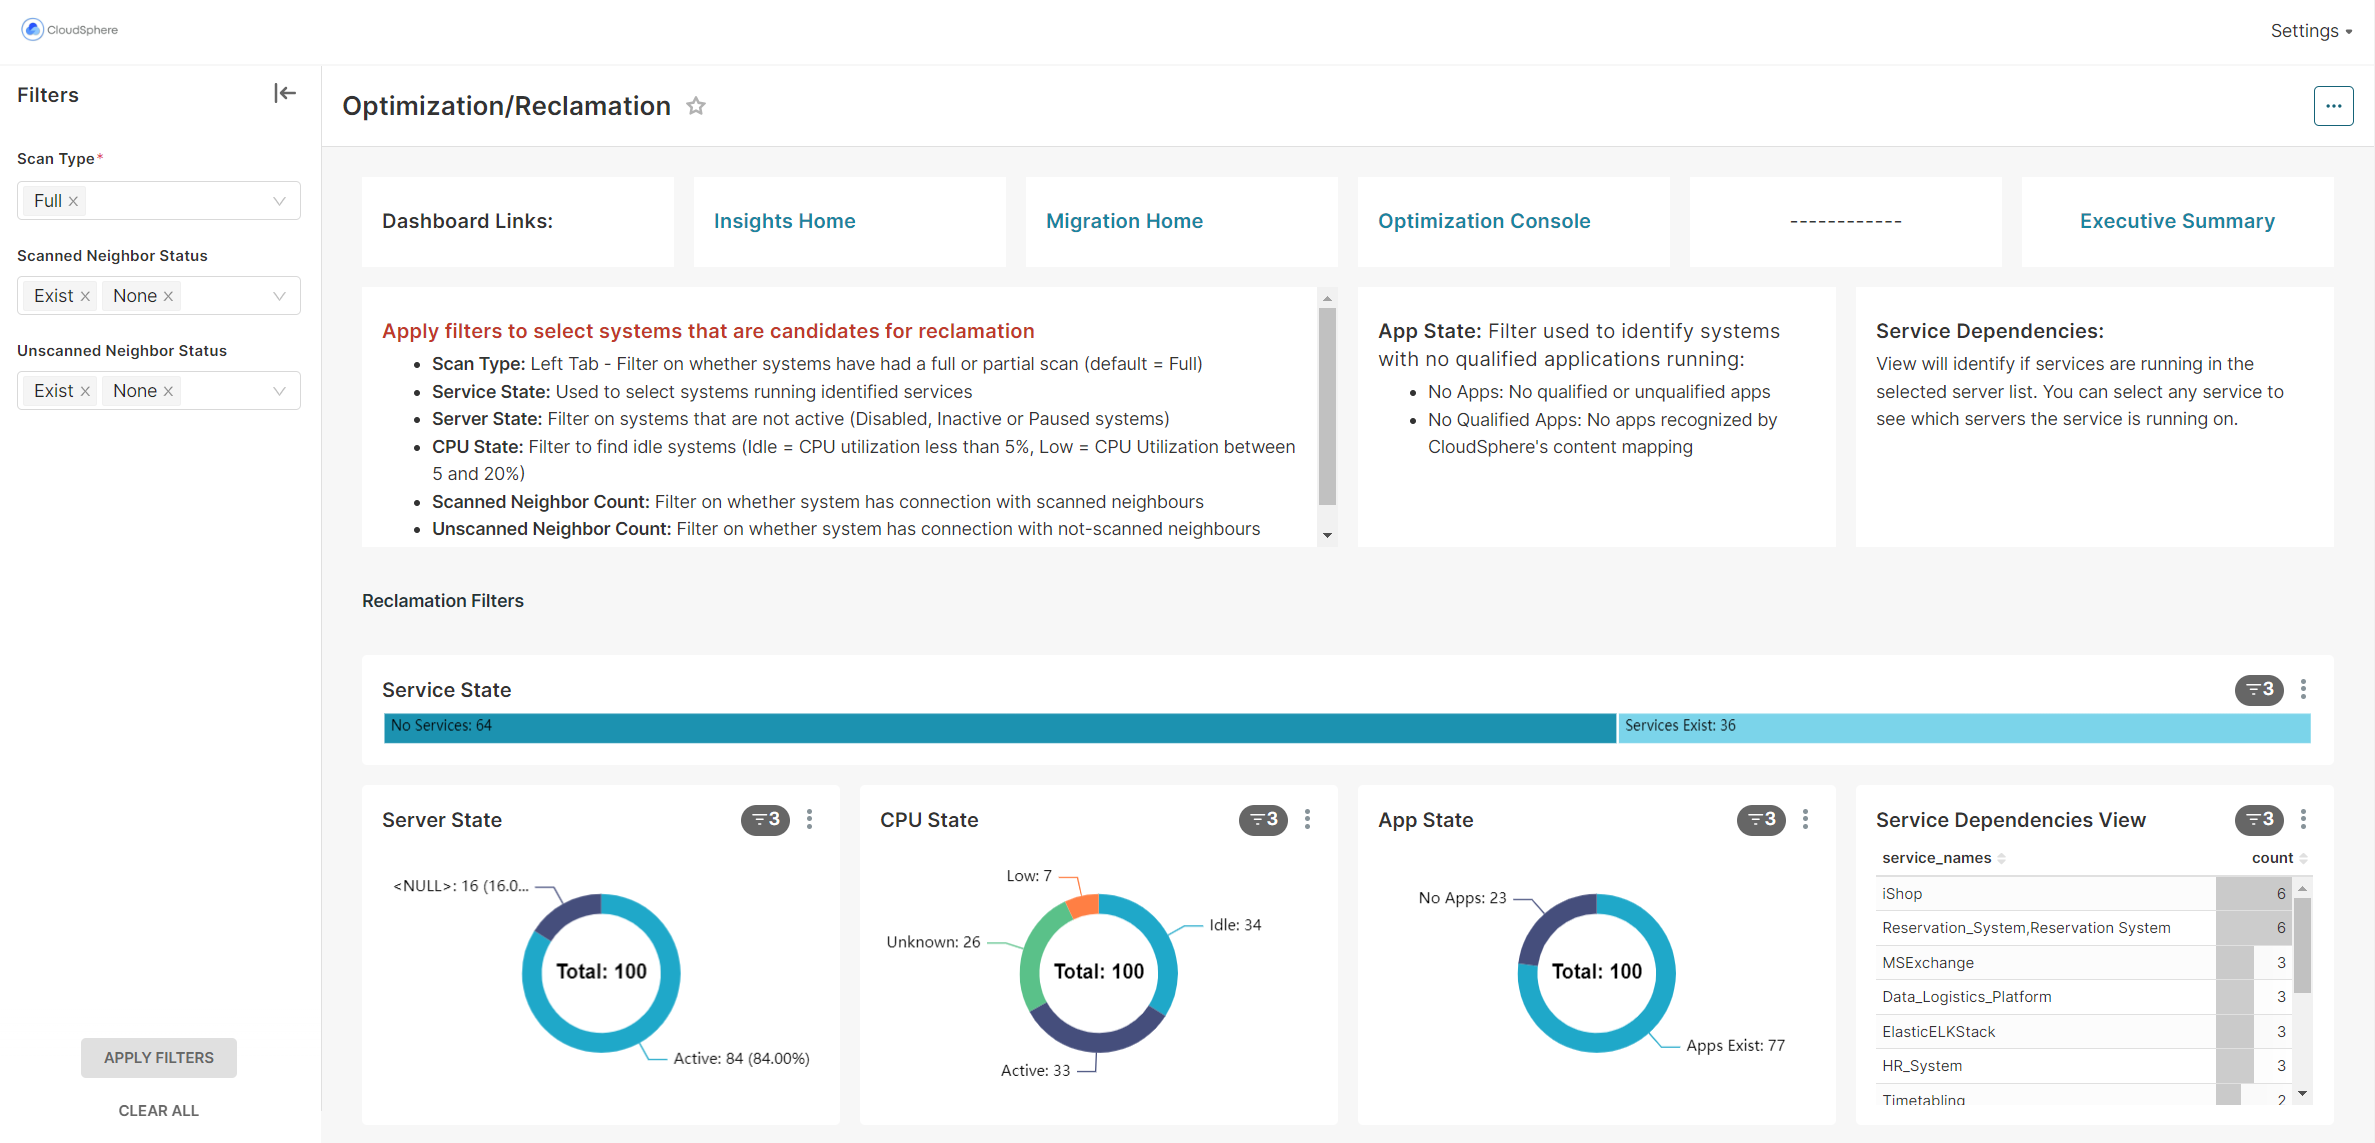 CloudSphere
Settings
Filters
Scan Type*
Full
Scanned Neighbor Status
Exist None
Unscanned Neighbor Status
Exist None
APPLY FILTERS
CLEAR ALL
Optimization/Reclamation
Dashboard Links:
Insights Home
Migration Home
Optimization Console
------------
Executive Summary
Apply filters to select systems that are candidates for reclamation
• Scan Type: Left Tab - Filter on whether systems have had a full or partial scan (default = Full)
• Service State: Used to select systems running identified services
• Server State: Filter on systems that are not active (Disabled, Inactive or Paused systems)
• CPU State: Filter to find idle systems (Idle = CPU utilization less than 5%, Low = CPU Utilization between
5 and 20%)
• Scanned Neighbor Count: Filter on whether system has connection with scanned neighbours
• Unscanned Neighbor Count: Filter on whether system has connection with not-scanned neighbours
App State: Filter used to identify systems
with no qualified applications running:
• No Apps: No qualified or unqualified apps
• No Qualified Apps: No apps recognized by
CloudSphere's content mapping
Service Dependencies:
View will identify if services are running in the
selected server list. You can select any service to
see which servers the service is running on.
Reclamation Filters
Service State
3
No Services: 64
Services Exist: 36
Server State
3
<NULL>: 16 (16.0...
Total: 100
Active: 84 (84.00%)
CPU State
3
Low: 7
Idle: 34
Unknown: 26
Total: 100
Active: 33
App State
3
No Apps: 23
Total: 100
Apps Exist: 77
Service Dependencies View
3
service_names count
iShop 6
Reservation_System,Reservation System 6
MSExchange 3
Data_Logistics_Platform 3
ElasticELKStack 3
HR_System 3
Timetabling 2